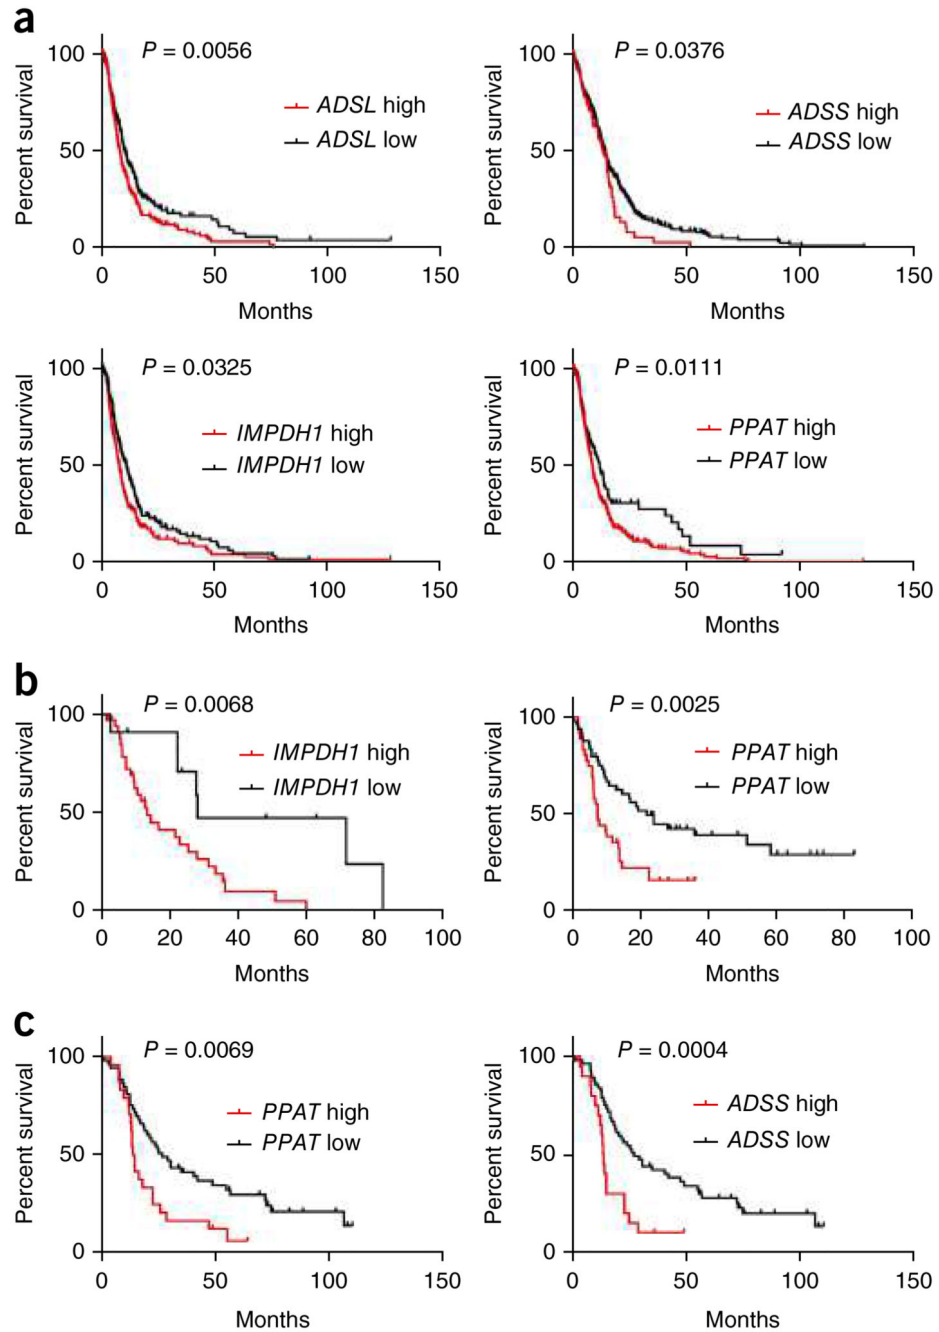 a
P = 0.0056
100
50
0
Percent survival
ADSL high
ADSL low
0 50 100 150
Months
P = 0.0376
100
50
0
Percent survival
ADSS high
ADSS low
0 50 100 150
Months
P = 0.0325
100
50
0
Percent survival
IMPDH1 high
IMPDH1 low
0 50 100 150
Months
P = 0.0111
100
50
0
Percent survival
PPAT high
PPAT low
0 50 100 150
Months
b
P = 0.0068
100
50
0
Percent survival
IMPDH1 high
IMPDH1 low
0 20 40 60 80 100
Months
P = 0.0025
100
50
0
Percent survival
PPAT high
PPAT low
0 20 40 60 80 100
Months
c
P = 0.0069
100
50
0
Percent survival
PPAT high
PPAT low
0 50 100 150
Months
P = 0.0004
100
50
0
Percent survival
ADSS high
ADSS low
0 50 100 150
Months